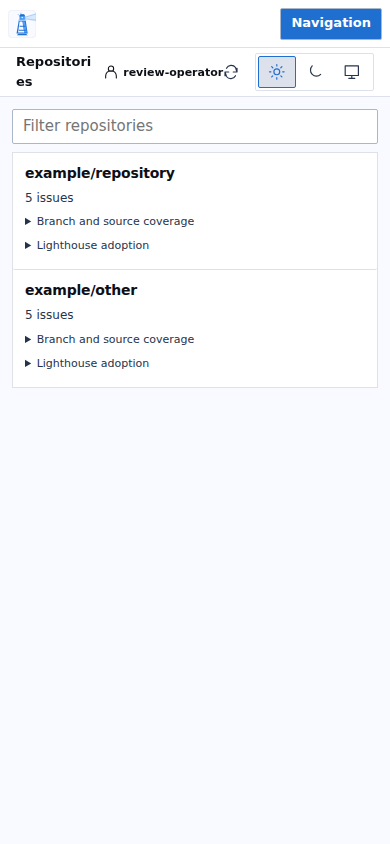 Navigation
Repositori
es
review-operator
Filter repositories
example/repository
5 issues
Branch and source coverage
Lighthouse adoption
example/other
5 issues
Branch and source coverage
Lighthouse adoption